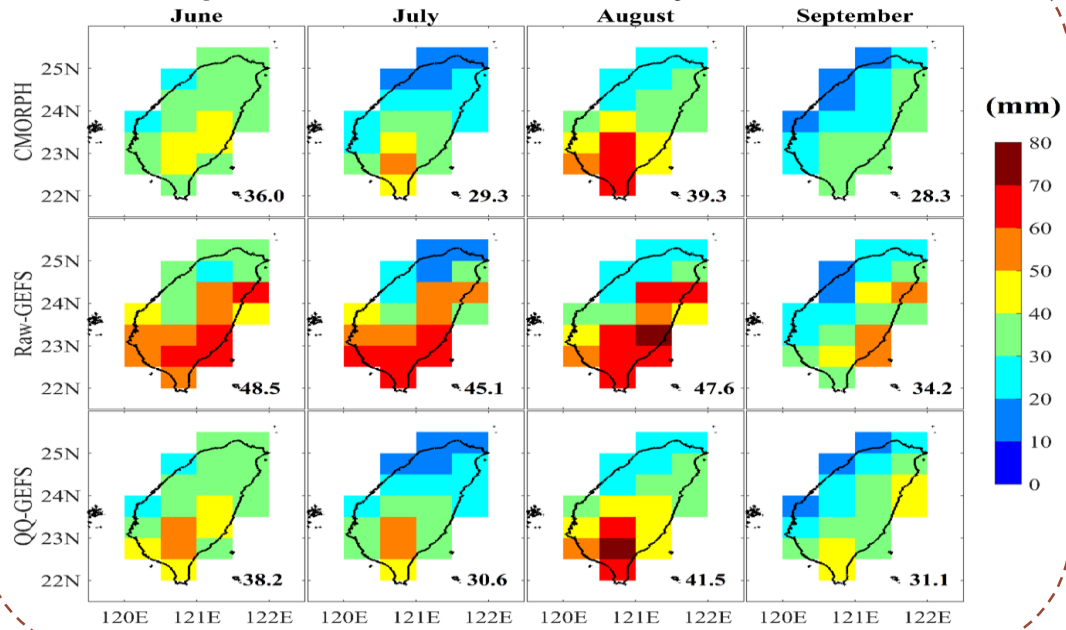 June July August September
25N
24N
CMORPH
23N
22N
36.0 29.3 39.3 28.3
(mm)
80
70
60
50
40
30
20
10
0
25N
24N
Raw-GEFS
23N
22N
48.5 45.1 47.6 34.2
25N
24N
QQ-GEFS
23N
22N
38.2 30.6 41.5 31.1
120E 121E 122E 120E 121E 122E 120E 121E 122E 120E 121E 122E